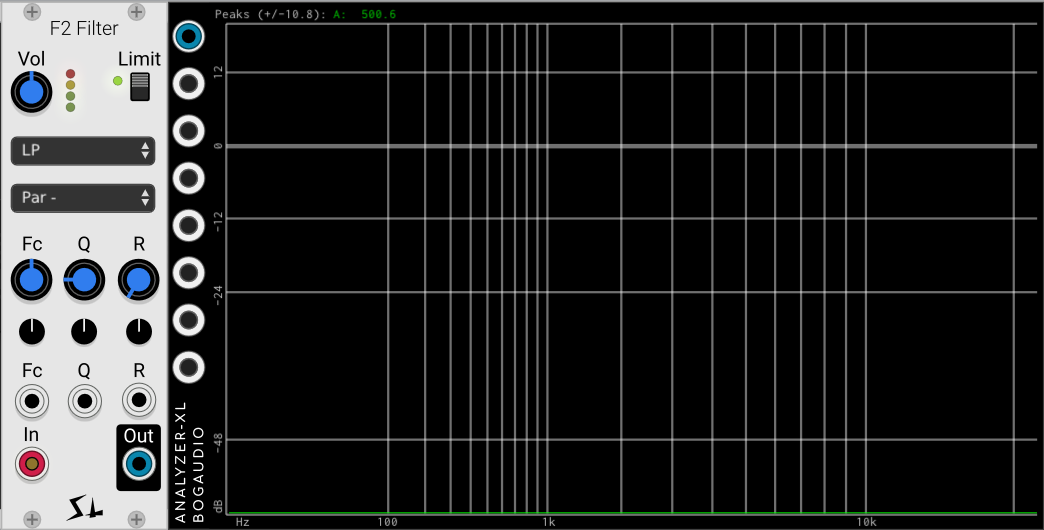 F2 Filter
Vol
Limit
LP
Par -
Fc Q R
Fc Q R
In
Out
ANALYZER-XL
BOGAUDIO
Peaks (+/-10.8): A: 500.6
12
0
-12
-24
-48
dB
Hz 100 1k 10k